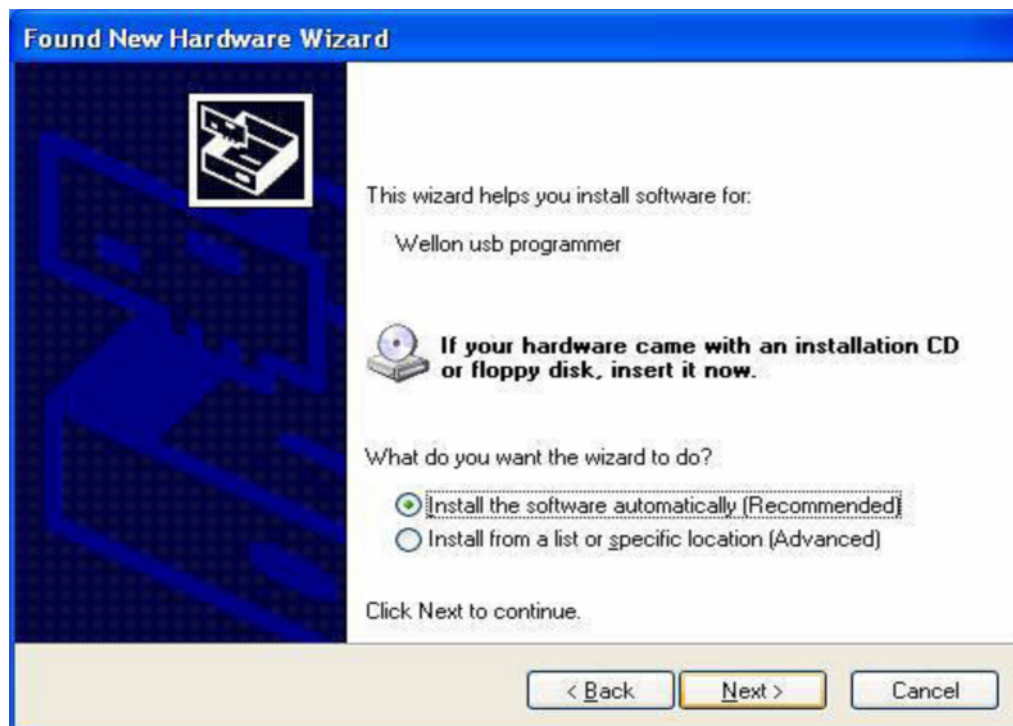 Found New Hardware Wizard
This wizard helps you install software for:
Wellon usb programmer
If your hardware came with an installation CD
or floppy disk, insert it now.
What do you want the wizard to do?
Install the software automatically (Recommended)
Install from a list or specific location (Advanced)
Click Next to continue.
< Back
Next >
Cancel